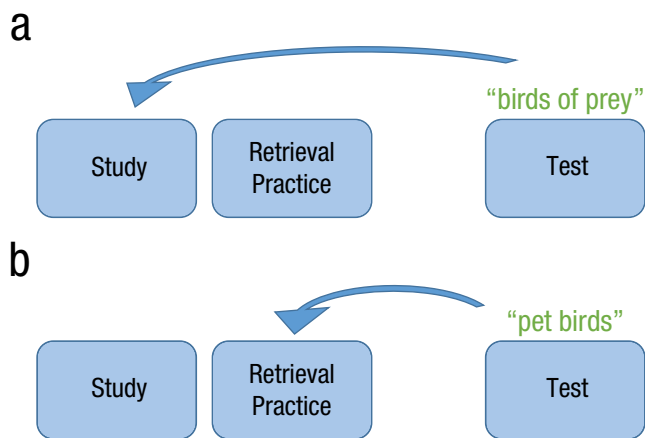 a
“birds of prey”
Study
Retrieval
Practice
Test
b
“pet birds”
Study
Retrieval
Practice
Test